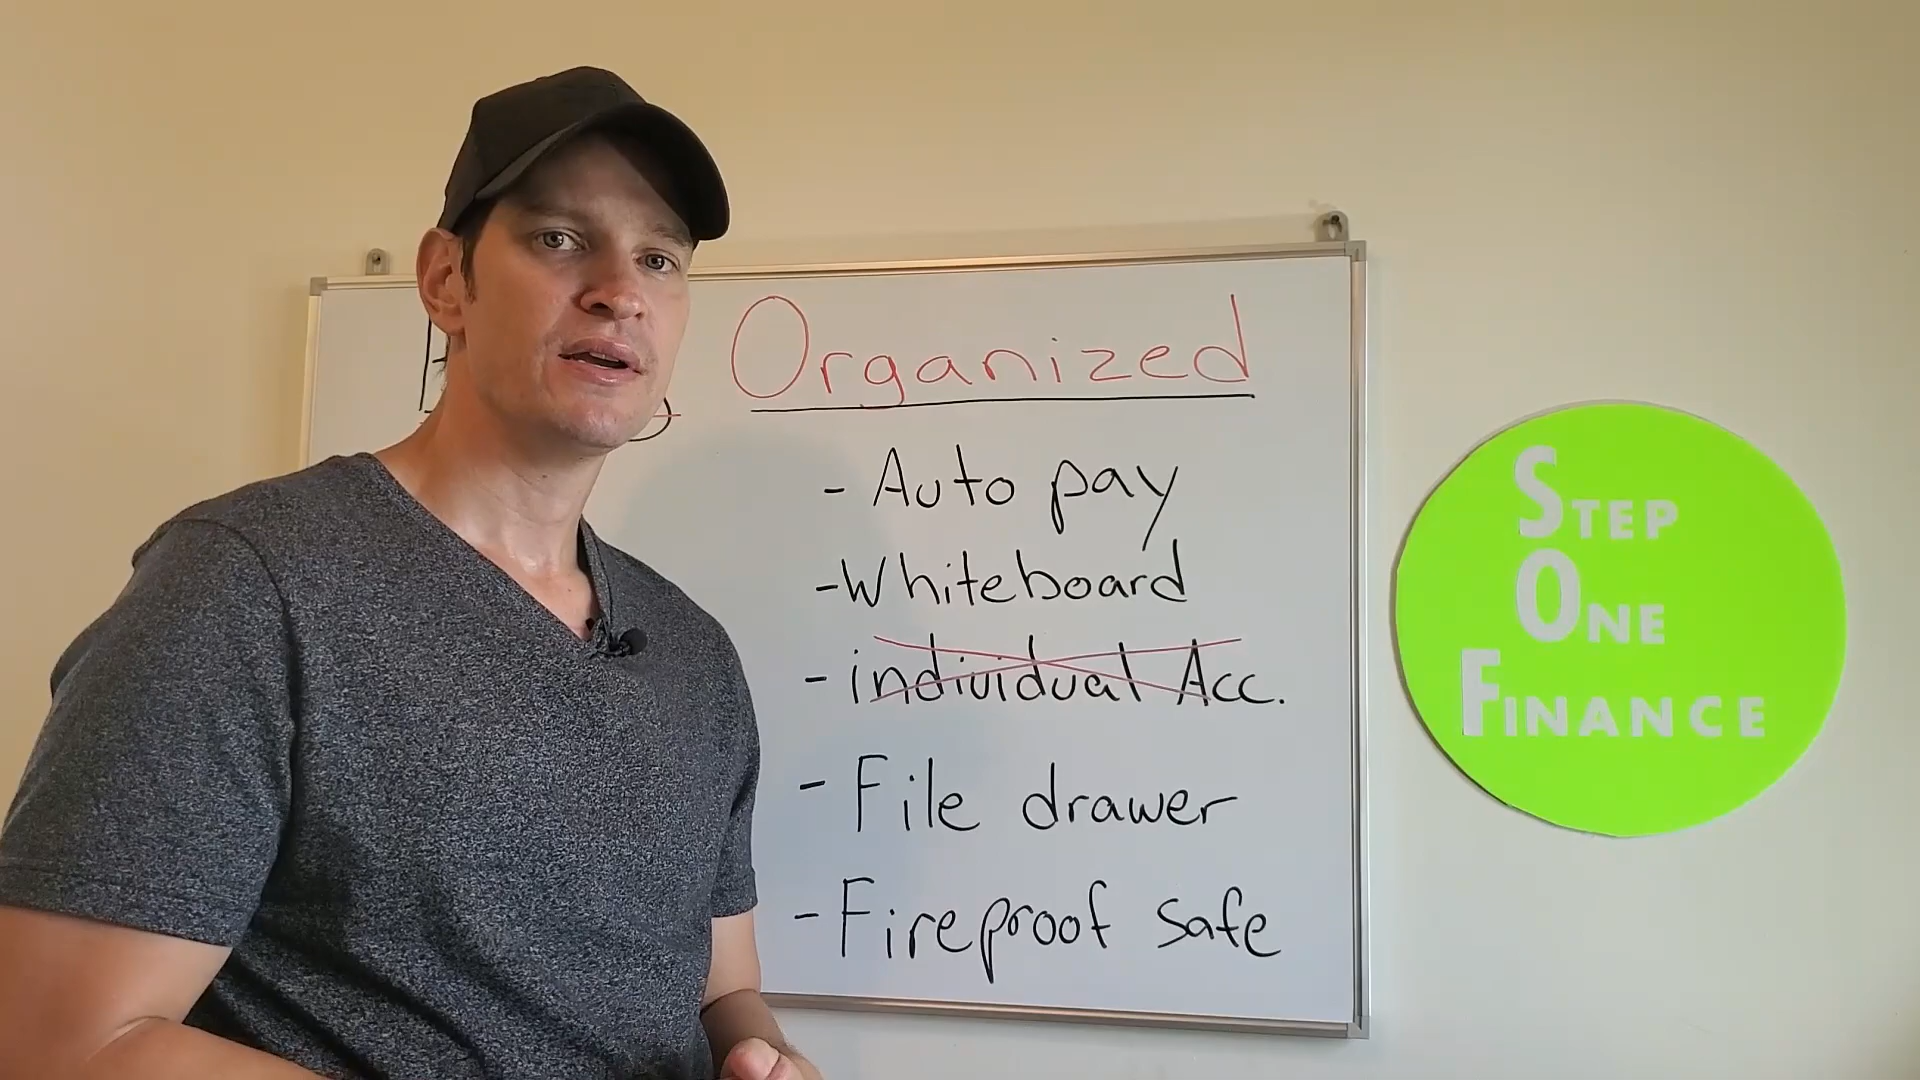 Organized
- Auto pay
- Whiteboard
- individual Acc.
- File drawer
- Fireproof safe
STEP
ONE
FINANCE